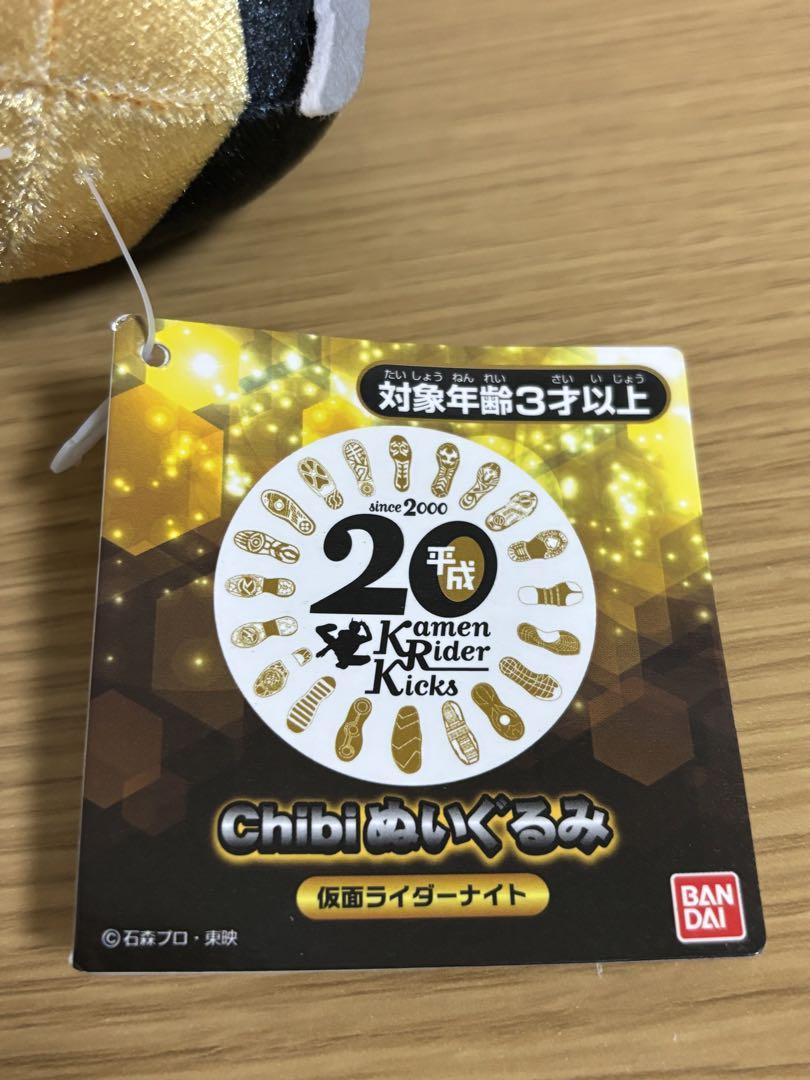 たいしょうねんれい さいいじょう
対象年齢3才以上
since 2000
20
平成
Kamen
Rider
Kicks
Chibiぬいぐるみ
仮面ライダーナイト
BAN
DAI
©石森プロ・東映